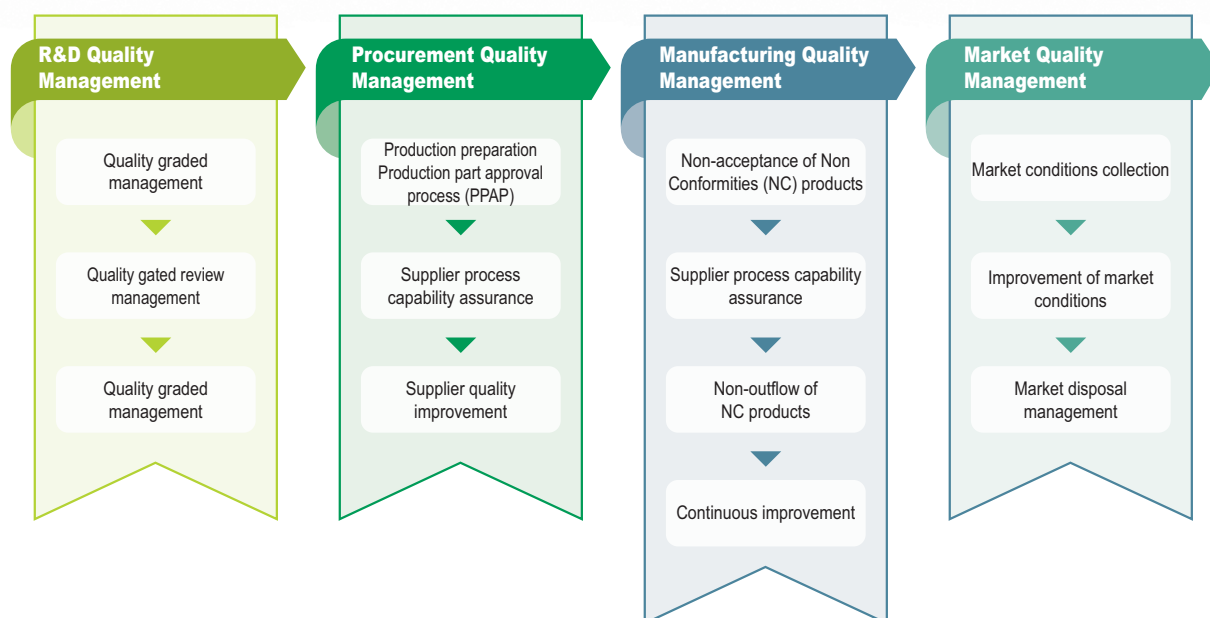 R&D Quality
Management
Quality graded
management
Quality gated review
management
Quality graded
management
Procurement Quality
Management
Production preparation
Production part approval
process (PPAP)
Supplier process
capability assurance
Supplier quality
improvement
Manufacturing Quality
Management
Non-acceptance of Non
Conformities (NC) products
Supplier process capability
assurance
Non-outflow of
NC products
Continuous improvement
Market Quality
Management
Market conditions collection
Improvement of market
conditions
Market disposal
management